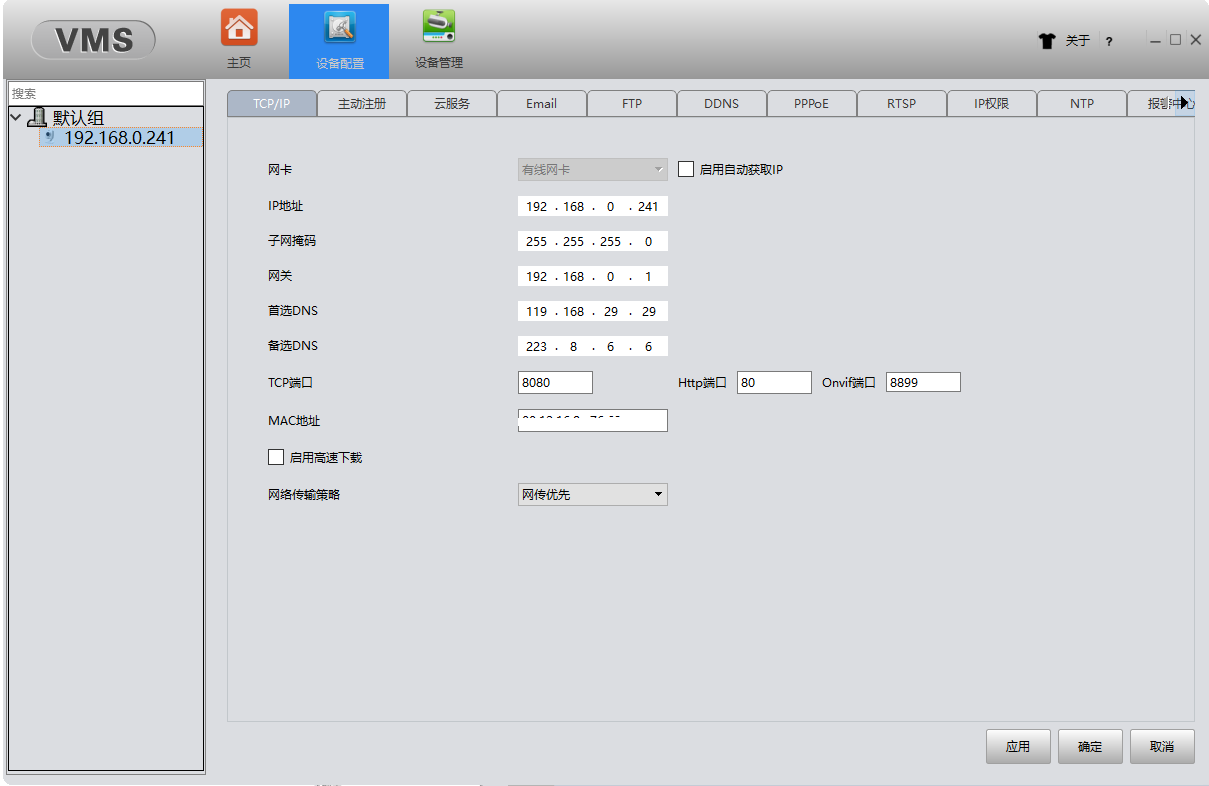 VMS
主页
设备配置
设备管理
关于 ?
搜索
默认组
192.168.0.241
TCP/IP 主动注册 云服务 Email FTP DDNS PPPoE RTSP IP权限 NTP
网卡 有线网卡 启用自动获取IP
IP地址 192 . 168 . 0 . 241
子网掩码 255 . 255 . 255 . 0
网关 192 . 168 . 0 . 1
首选DNS 119 . 168 . 29 . 29
备选DNS 223 . 8 . 6 . 6
TCP端口 8080 Http端口 80 Onvif端口 8899
MAC地址
启用高速下载
网络传输策略 网传优先
应用 确定 取消